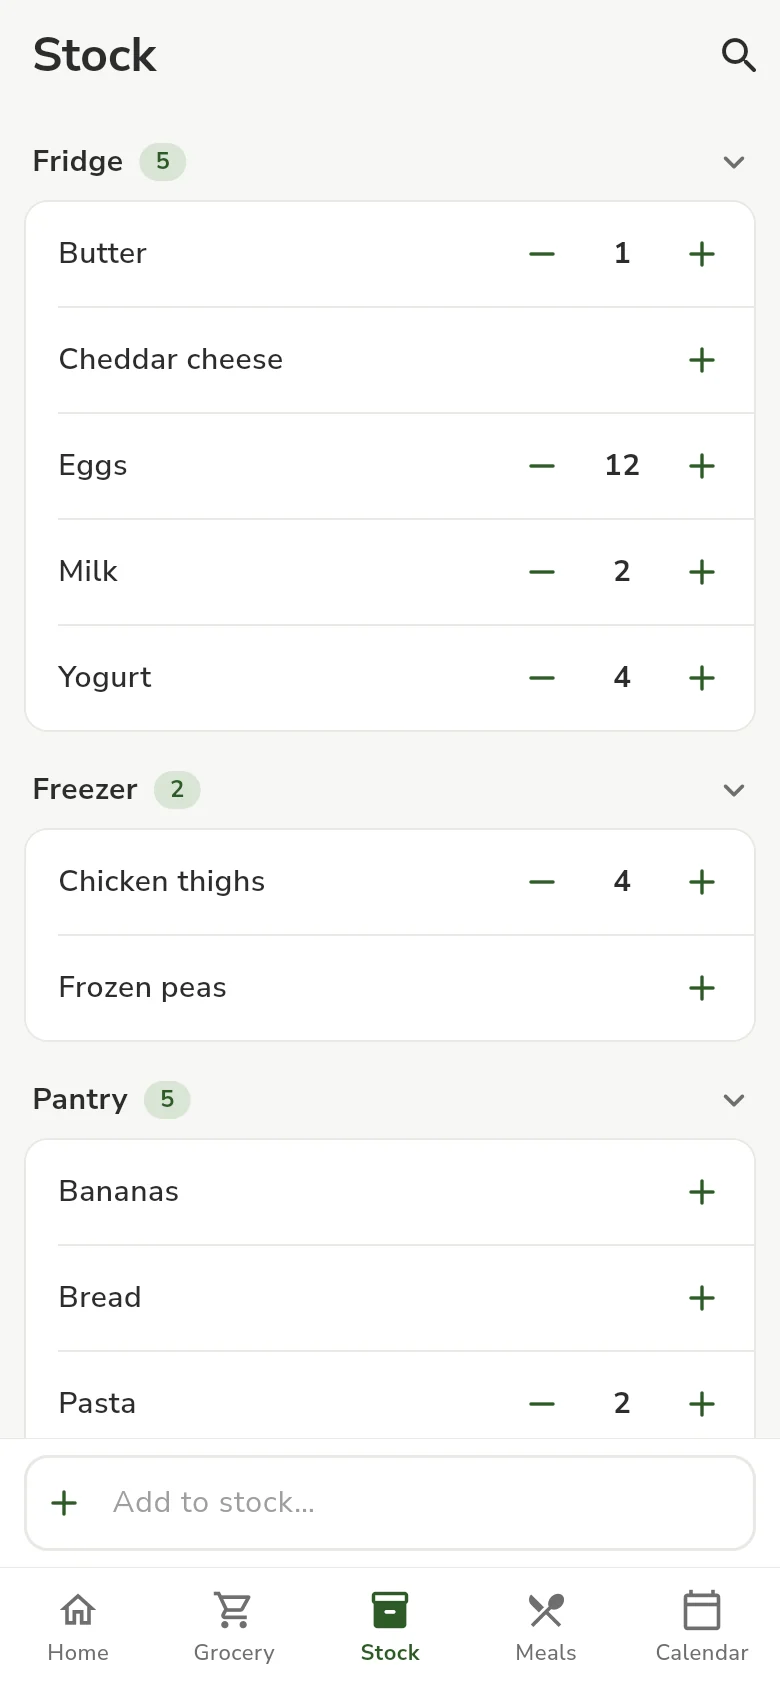 Stock
Fridge 5
Butter 1
Cheddar cheese
Eggs 12
Milk 2
Yogurt 4
Freezer 2
Chicken thighs 4
Frozen peas
Pantry 5
Bananas
Bread
Pasta 2
Add to stock...
Home Grocery Stock Meals Calendar